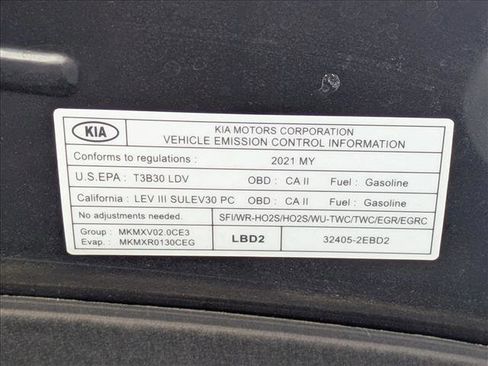 KIA
KIA MOTORS CORPORATION
VEHICLE EMISSION CONTROL INFORMATION
Conforms to regulations : 2021 MY
U.S.EPA : T3B30 LDV OBD : CA II Fuel : Gasoline
California : LEV III SULEV30 PC OBD : CA II Fuel : Gasoline
No adjustments needed. SFI/WR-HO2S/HO2S/WU-TWC/TWC/EGR/EGRC
Group : MKMXV02.0CE3
Evap. : MKMXR0130CEG
LBD2
32405-2EBD2